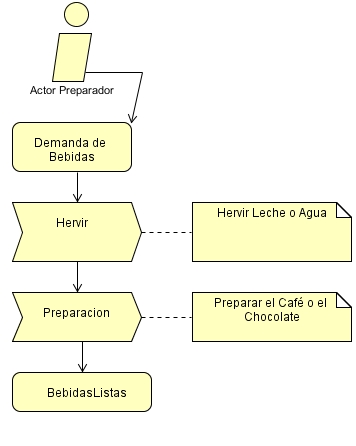 Actor Preparador
Demanda de
Bebidas
Hervir
Hervir Leche o Agua
Preparacion
Preparar el Café o el
Chocolate
BebidasListas